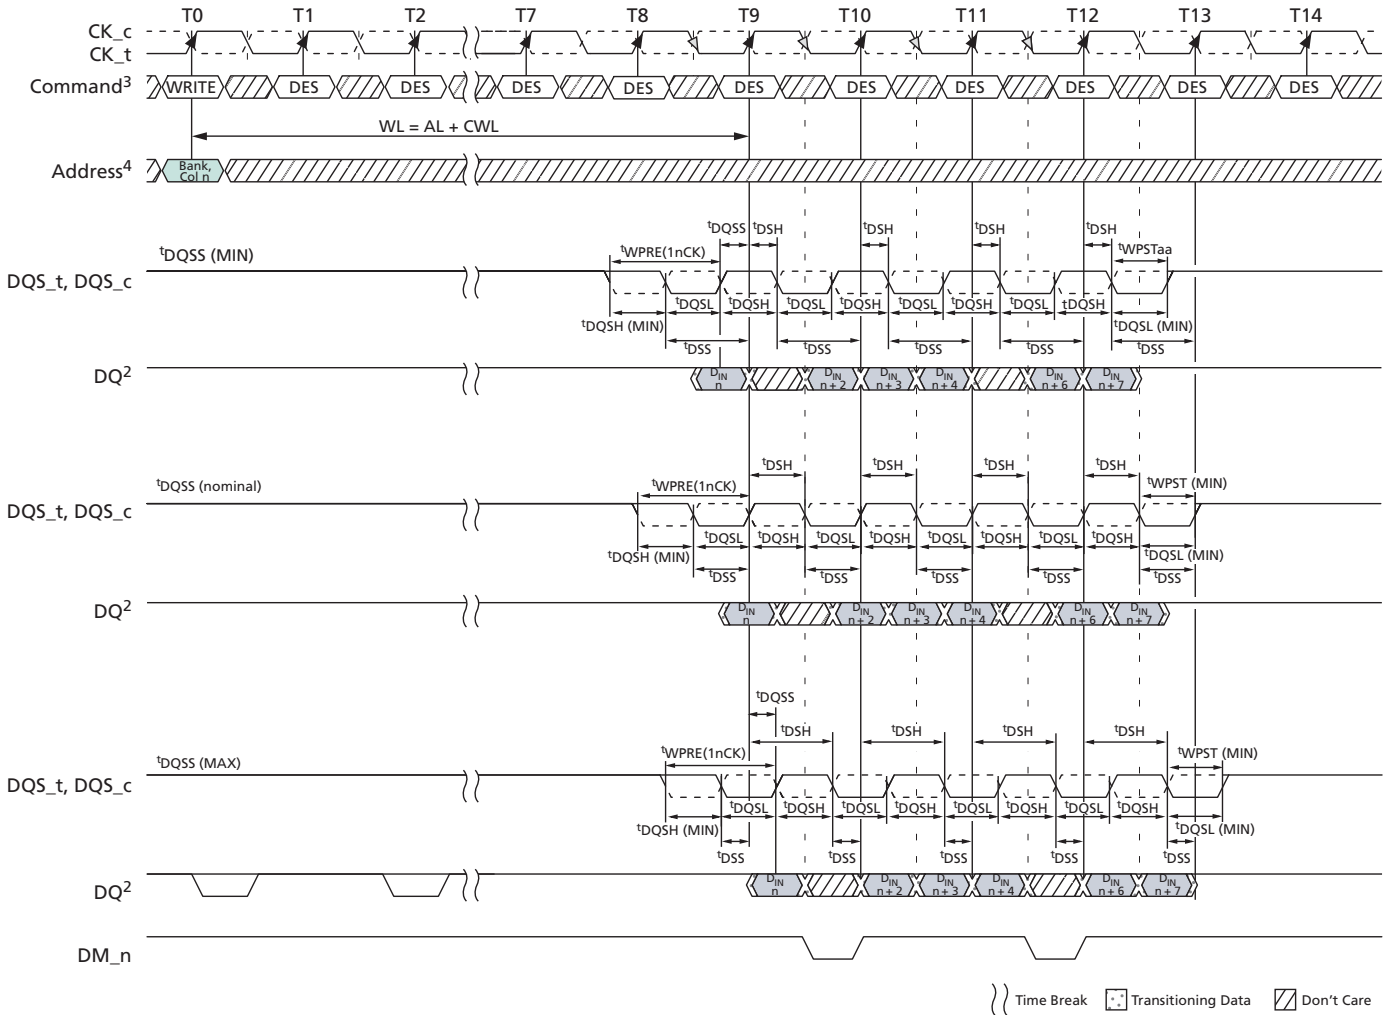 T0 T1 T2 T7 T8 T9 T10 T11 T12 T13 T14
CK_c
CK_t
Command3 WRITE DES DES DES DES DES DES DES DES DES DES
WL = AL + CWL
Address4 Bank, Col n
tDQSS tDSH tDSH tDSH tDSH
tDQSS (MIN) tWPRE(1nCK) tWPSTaa
DQS_t, DQS_c
tDQSL tDQSH tDQSL tDQSH tDQSL tDQSH tDQSL tDQSH
tDQSH (MIN) tDQSL (MIN)
tDSS tDSS tDSS tDSS tDSS
DQ2 DIN n DIN n + 2 DIN n + 3 DIN n + 4 DIN n + 6 DIN n + 7
tDSH tDSH tDSH tDSH
tDQSS (nominal) tWPRE(1nCK) tWPST (MIN)
DQS_t, DQS_c
tDQSL tDQSH tDQSL tDQSH tDQSL tDQSH tDQSL tDQSH
tDQSH (MIN) tDQSL (MIN)
tDSS tDSS tDSS tDSS tDSS
DQ2 DIN n DIN n + 2 DIN n + 3 DIN n + 4 DIN n + 6 DIN n + 7
tDQSS
tDSH tDSH tDSH tDSH
tDQSS (MAX) tWPRE(1nCK) tWPST (MIN)
DQS_t, DQS_c
tDQSL tDQSH tDQSL tDQSH tDQSL tDQSH tDQSL tDQSH
tDQSH (MIN) tDQSL (MIN)
tDSS tDSS tDSS tDSS tDSS
DQ2 DIN n DIN n + 2 DIN n + 3 DIN n + 4 DIN n + 6 DIN n + 7
DM_n
Time Break Transitioning Data Don't Care